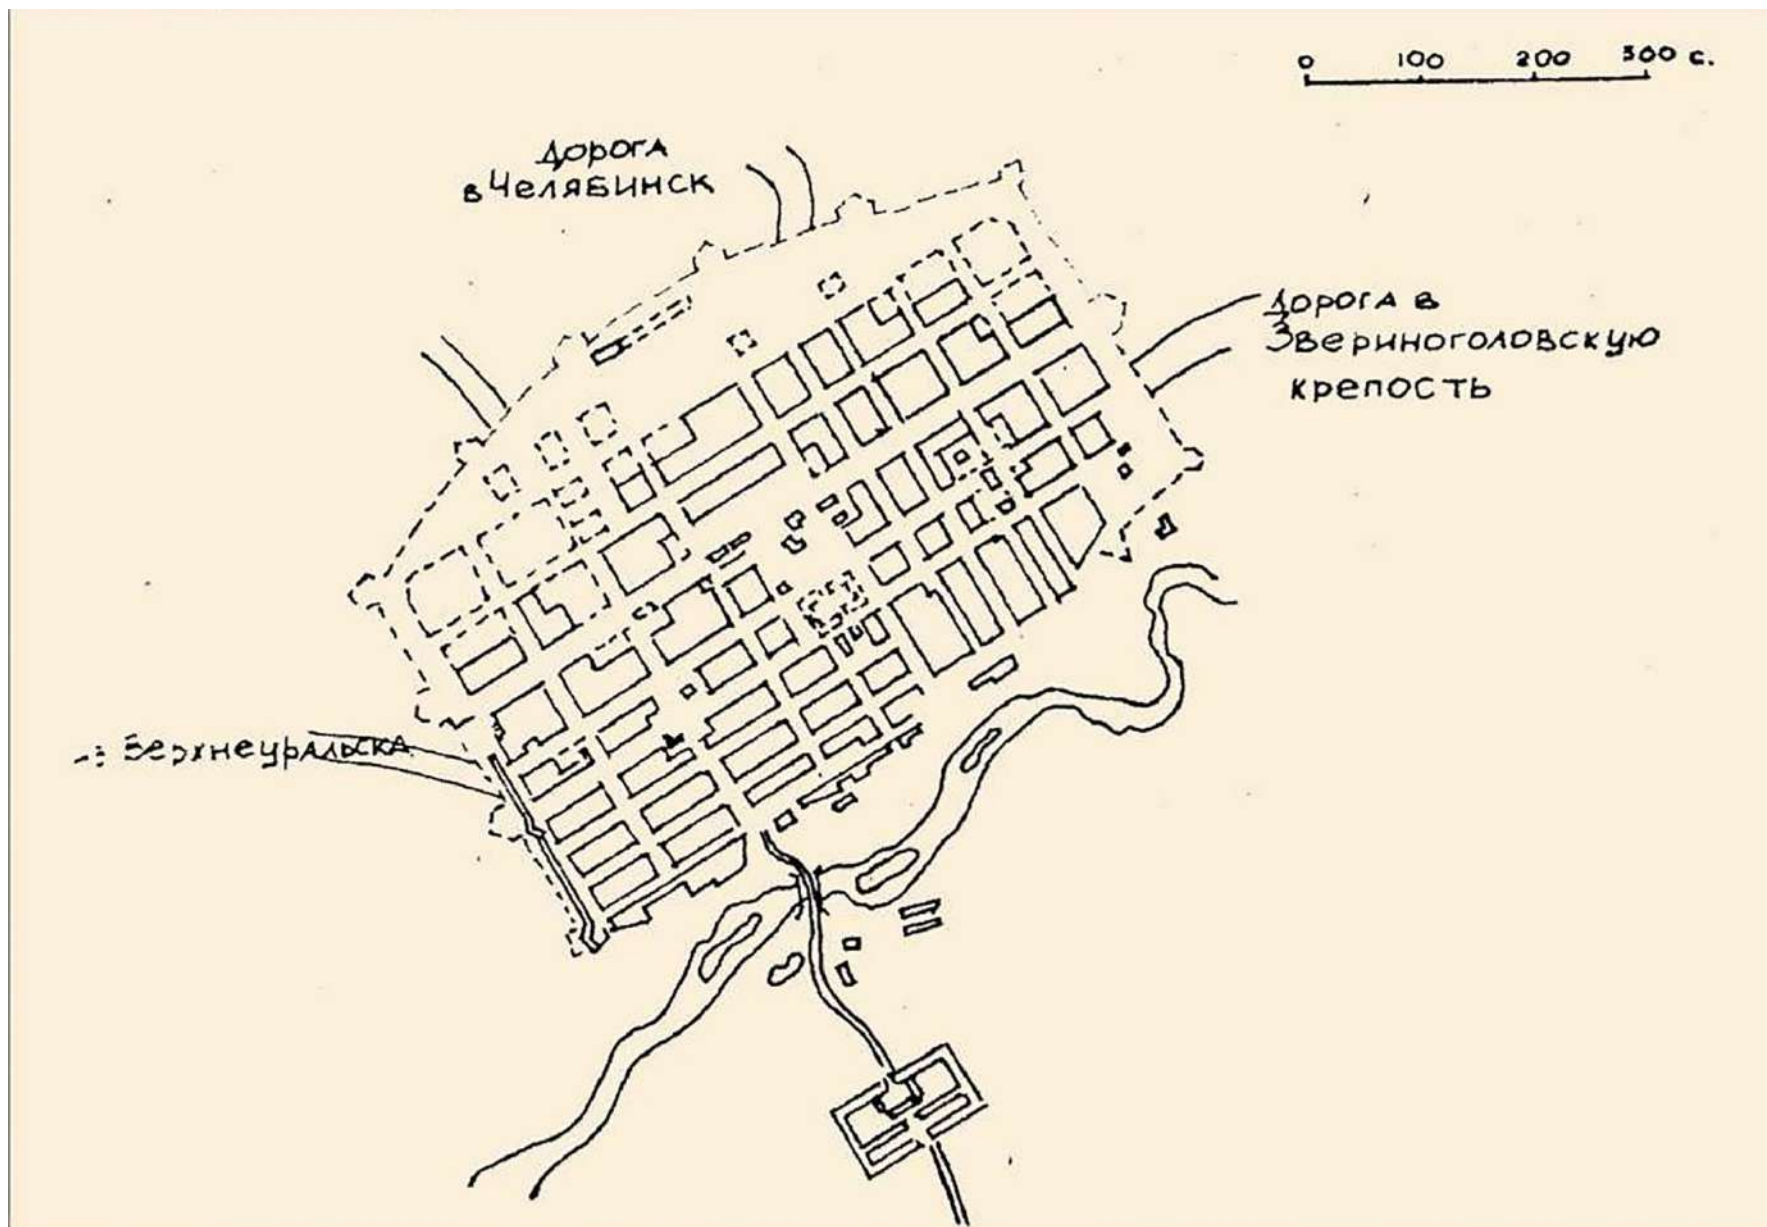 0 100 200 300 с.
Дорога
в Челябинск
Дорога в
Звериноголовскую
крепость
Верхнеуральска